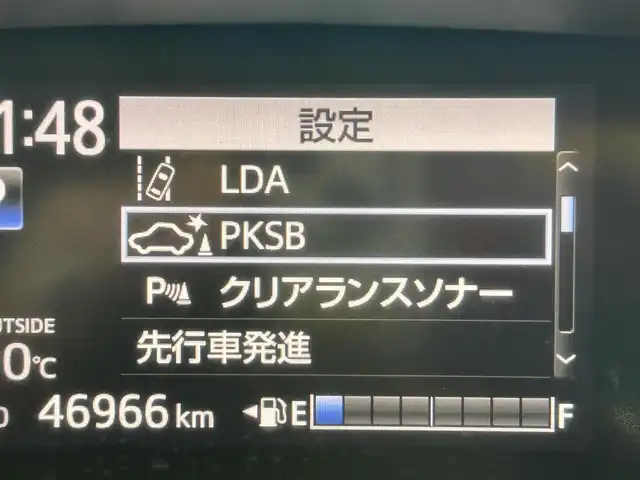 設定
1:48
LDA
PKSB
P クリアランスソナー
先行車発進
OUTSIDE
0℃
46966 km
E F